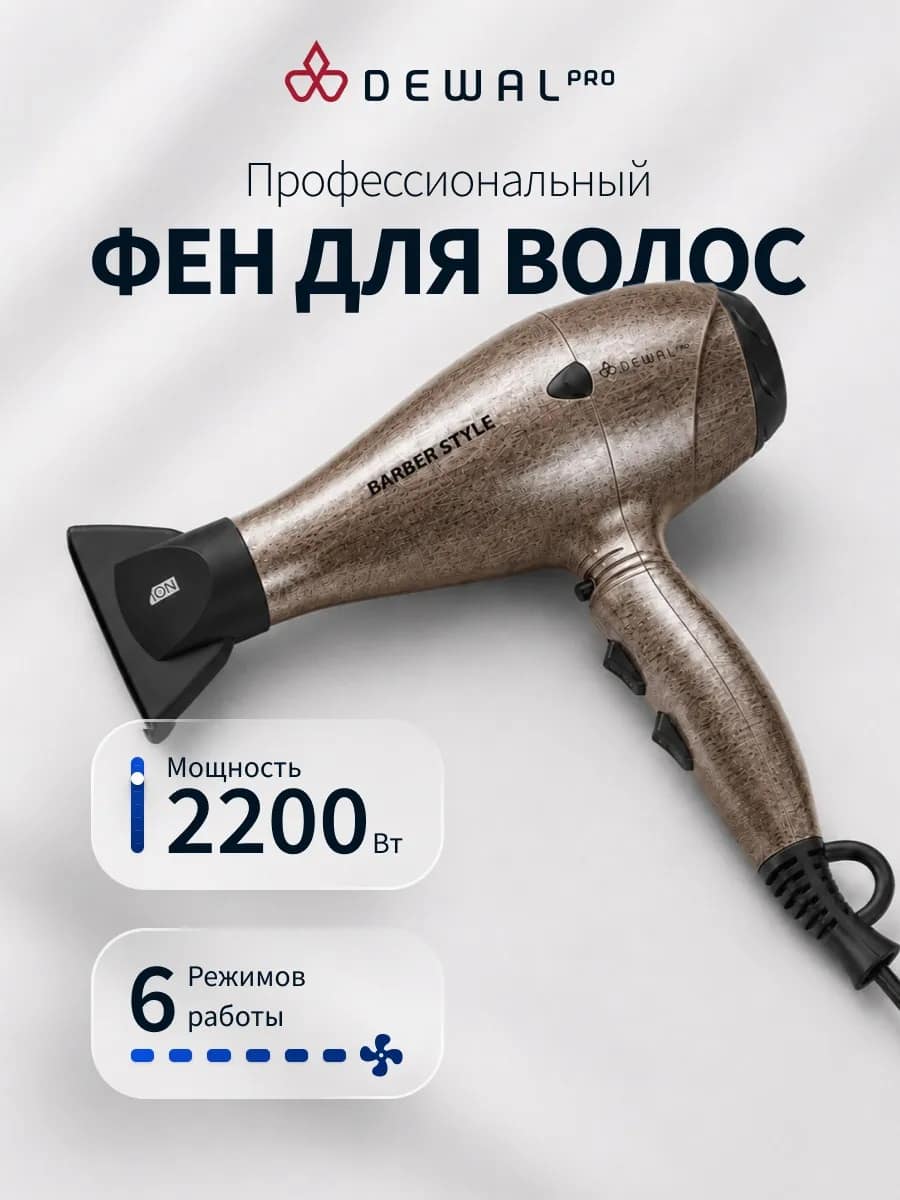 DEWAL PRO
Профессиональный
ФЕН ДЛЯ ВОЛОС
DEWAL PRO
BARBER STYLE
ION
Мощность
2200 Вт
6 Режимов
работы